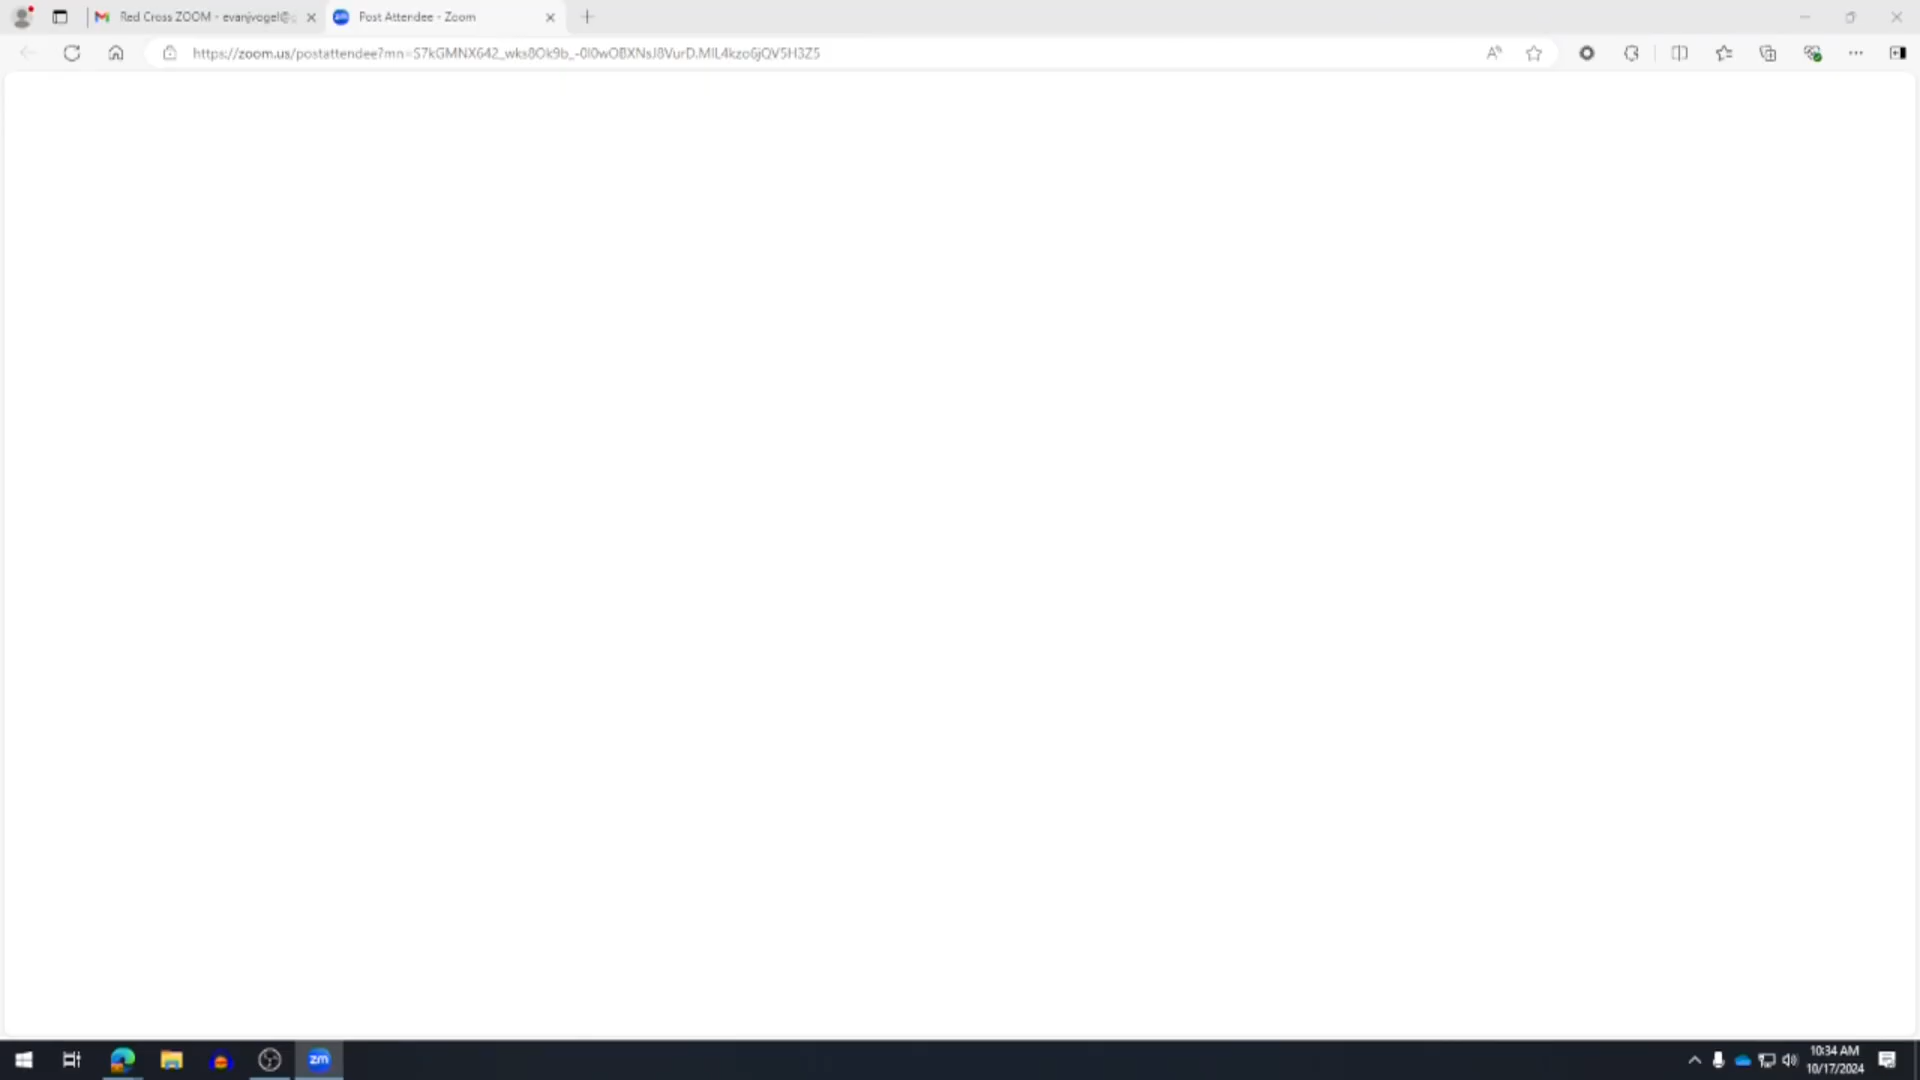 Red Cross ZOOM - evanjvogel@
Post Attendee - Zoom
https://zoom.us/postattendee?mn=S7kGMNX642_wks8Ok9b_-0I0wOBXNsJ8VurD.MIL4kzo6jQV5H3Z5
zm
10:34 AM
10/17/2024